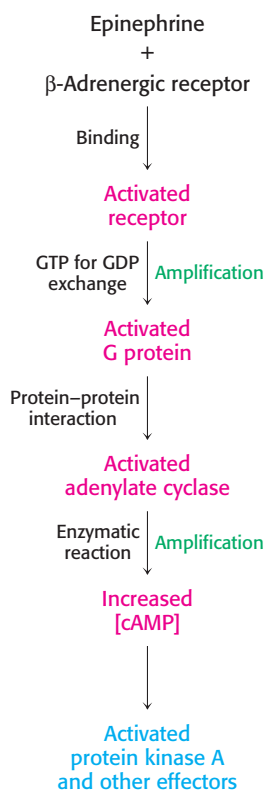 Epinephrine
+
β-Adrenergic receptor
Binding
Activated
receptor
GTP for GDP
exchange
Amplification
Activated
G protein
Protein–protein
interaction
Activated
adenylate cyclase
Enzymatic
reaction
Amplification
Increased
[cAMP]
Activated
protein kinase A
and other effectors